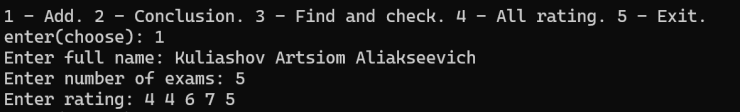 1 - Add. 2 - Conclusion. 3 - Find and check. 4 - All rating. 5 - Exit.
enter(choose): 1
Enter full name: Kuliashov Artsiom Aliakseevich
Enter number of exams: 5
Enter rating: 4 4 6 7 5